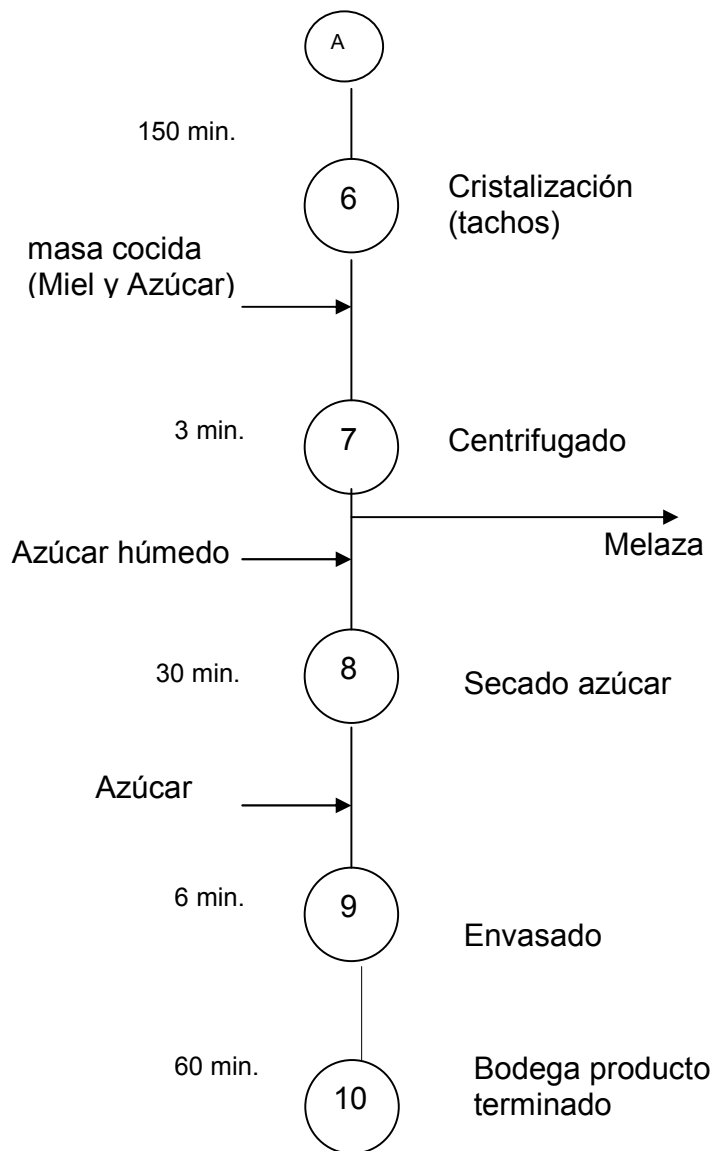 A
150 min.
6
Cristalización
(tachos)
masa cocida
(Miel y Azúcar)
3 min.
7
Centrifugado
Melaza
Azúcar húmedo
30 min.
8
Secado azúcar
Azúcar
6 min.
9
Envasado
60 min.
10
Bodega producto
terminado